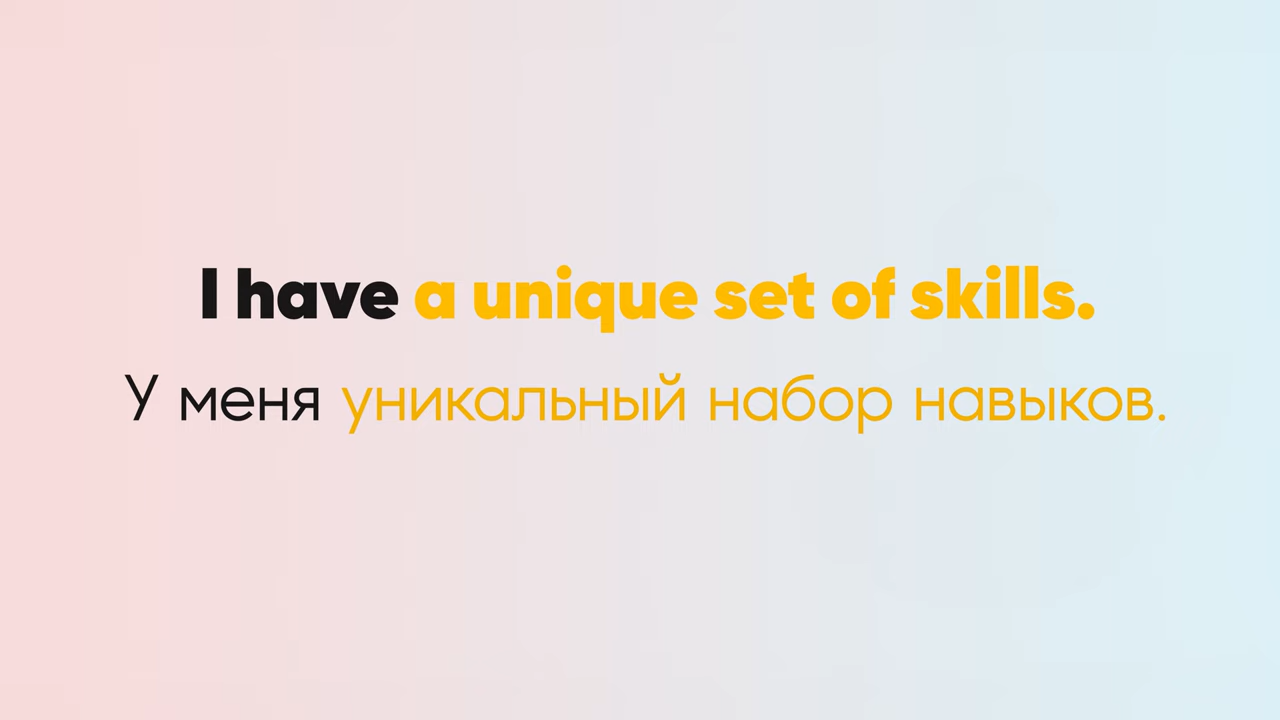 I have a unique set of skills.
У меня уникальный набор навыков.